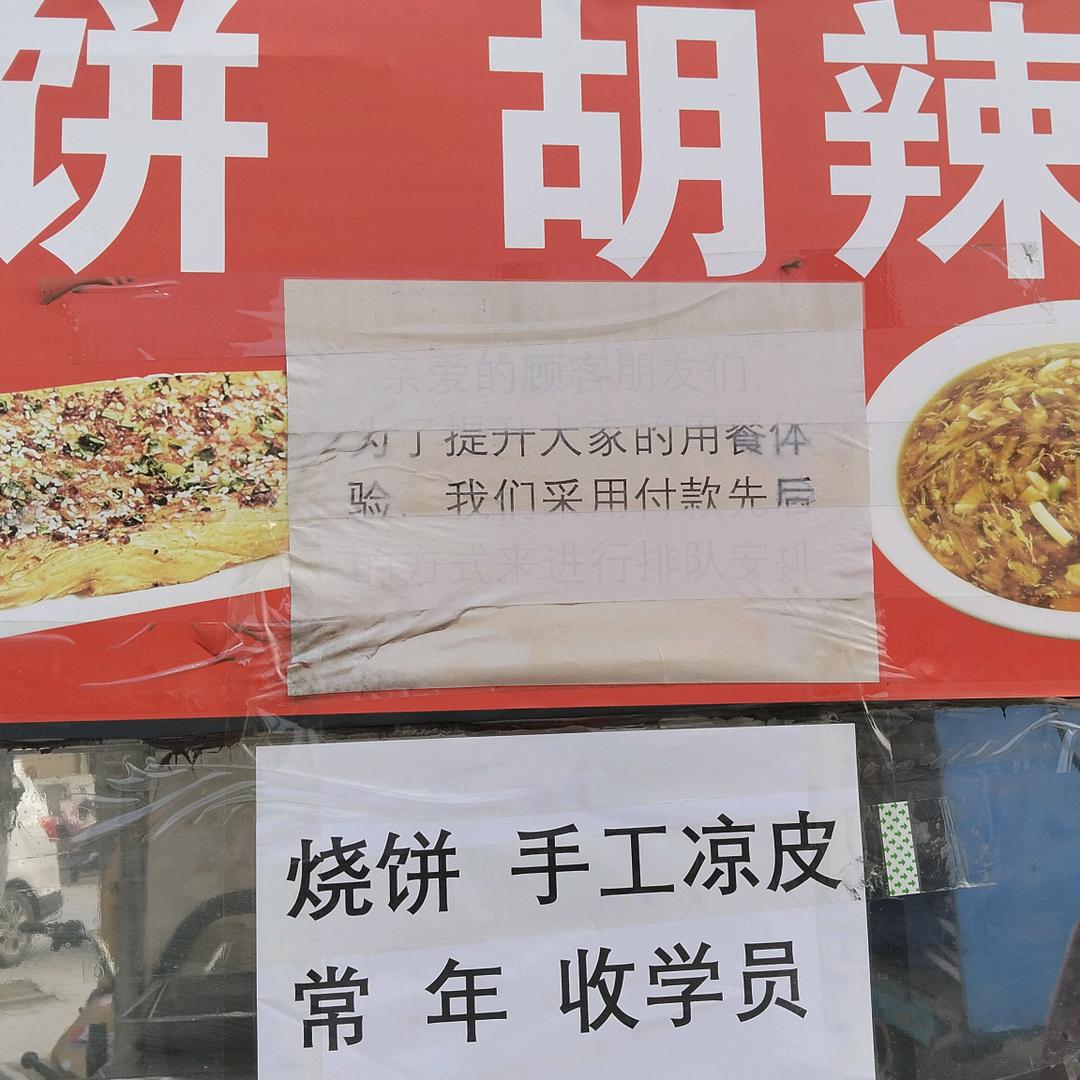 饼 胡辣
亲爱的顾客朋友们,
为了提升大家的用餐体
验，我们采用付款先后
的方式来进行排队安排
烧饼 手工凉皮
常 年 收学员